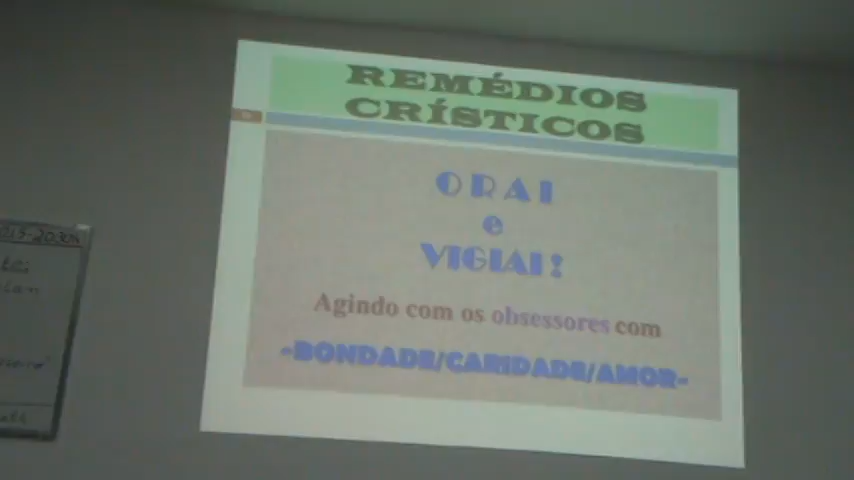 REMÉDIOS
CRÍSTICOS
ORAI
e
VIGIAI!
Agindo com os obsessores com
-BONDADE/CARIDADE/AMOR-